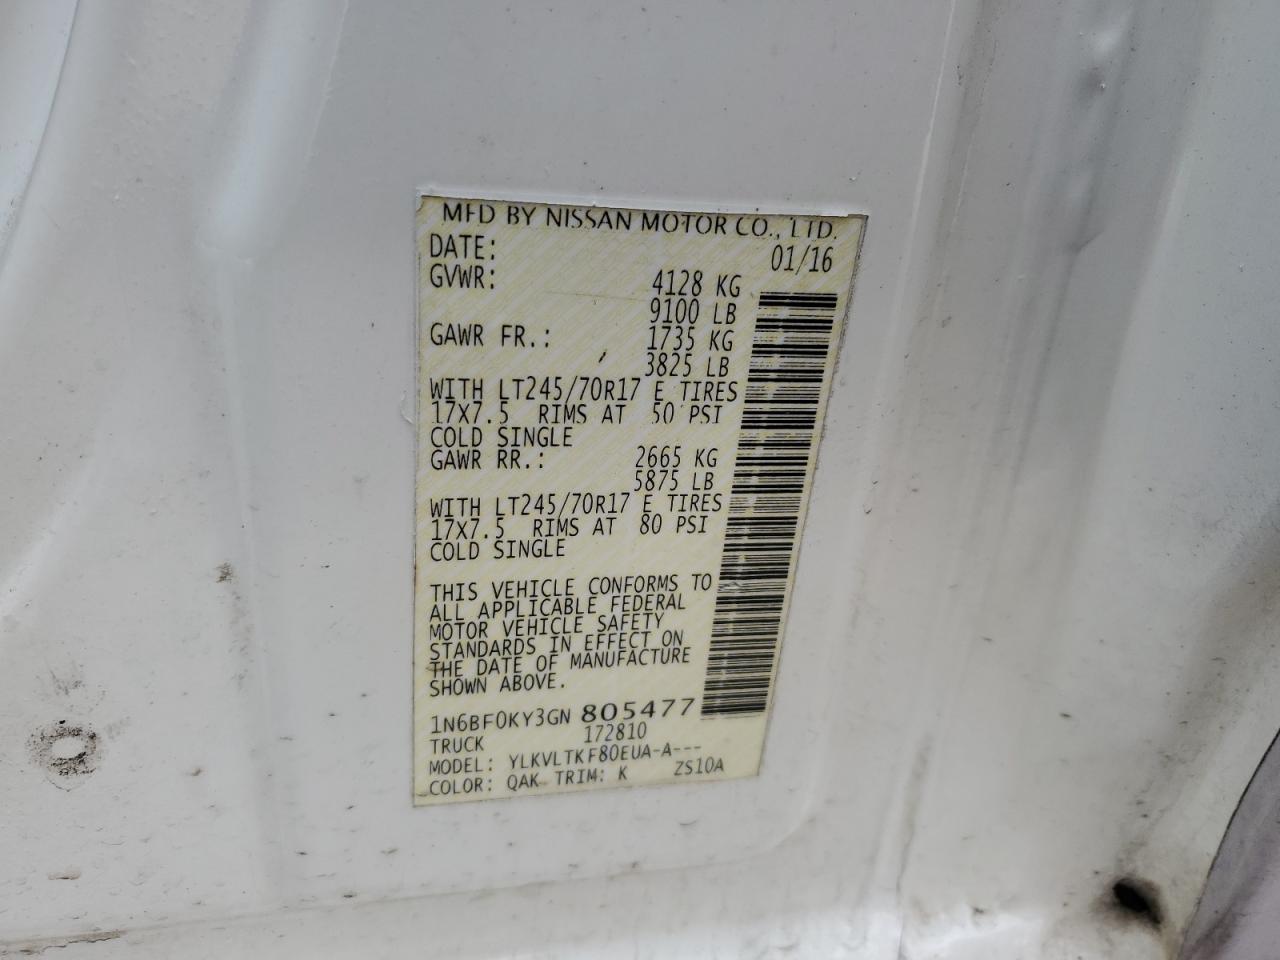 MFD BY NISSAN MOTOR CO., LTD.
DATE: 01/16
GVWR: 4128 KG
9100 LB
GAWR FR.: 1735 KG
3825 LB
WITH LT245/70R17 E TIRES
17X7.5 RIMS AT 50 PSI
COLD SINGLE
GAWR RR.: 2665 KG
5875 LB
WITH LT245/70R17 E TIRES
17X7.5 RIMS AT 80 PSI
COLD SINGLE
THIS VEHICLE CONFORMS TO
ALL APPLICABLE FEDERAL
MOTOR VEHICLE SAFETY
STANDARDS IN EFFECT ON
THE DATE OF MANUFACTURE
SHOWN ABOVE.
1N6BF0KY3GN 805477
TRUCK 172810
MODEL: YLKVLTKF80EUA-A---
COLOR: QAK TRIM: K ZS10A